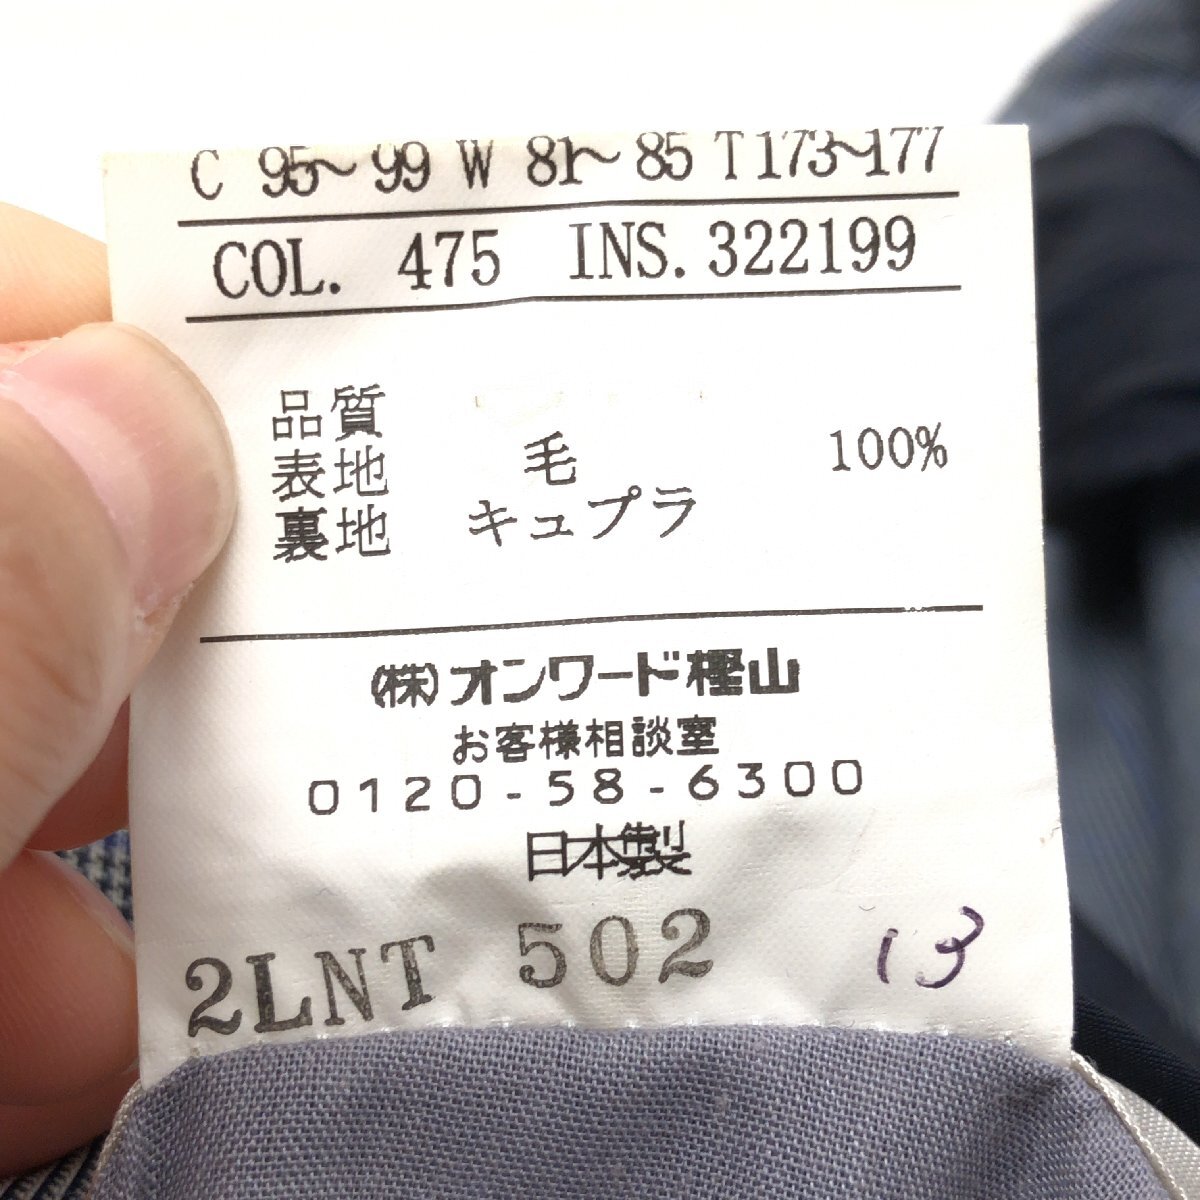 C 95~99 W 81~85 T173~177
COL. 475 INS. 322199
品質
表地 毛 100%
裏地 キュプラ
(株)オンワード樫山
お客様相談室
0120-58-6300
日本製
2LNT 502 13